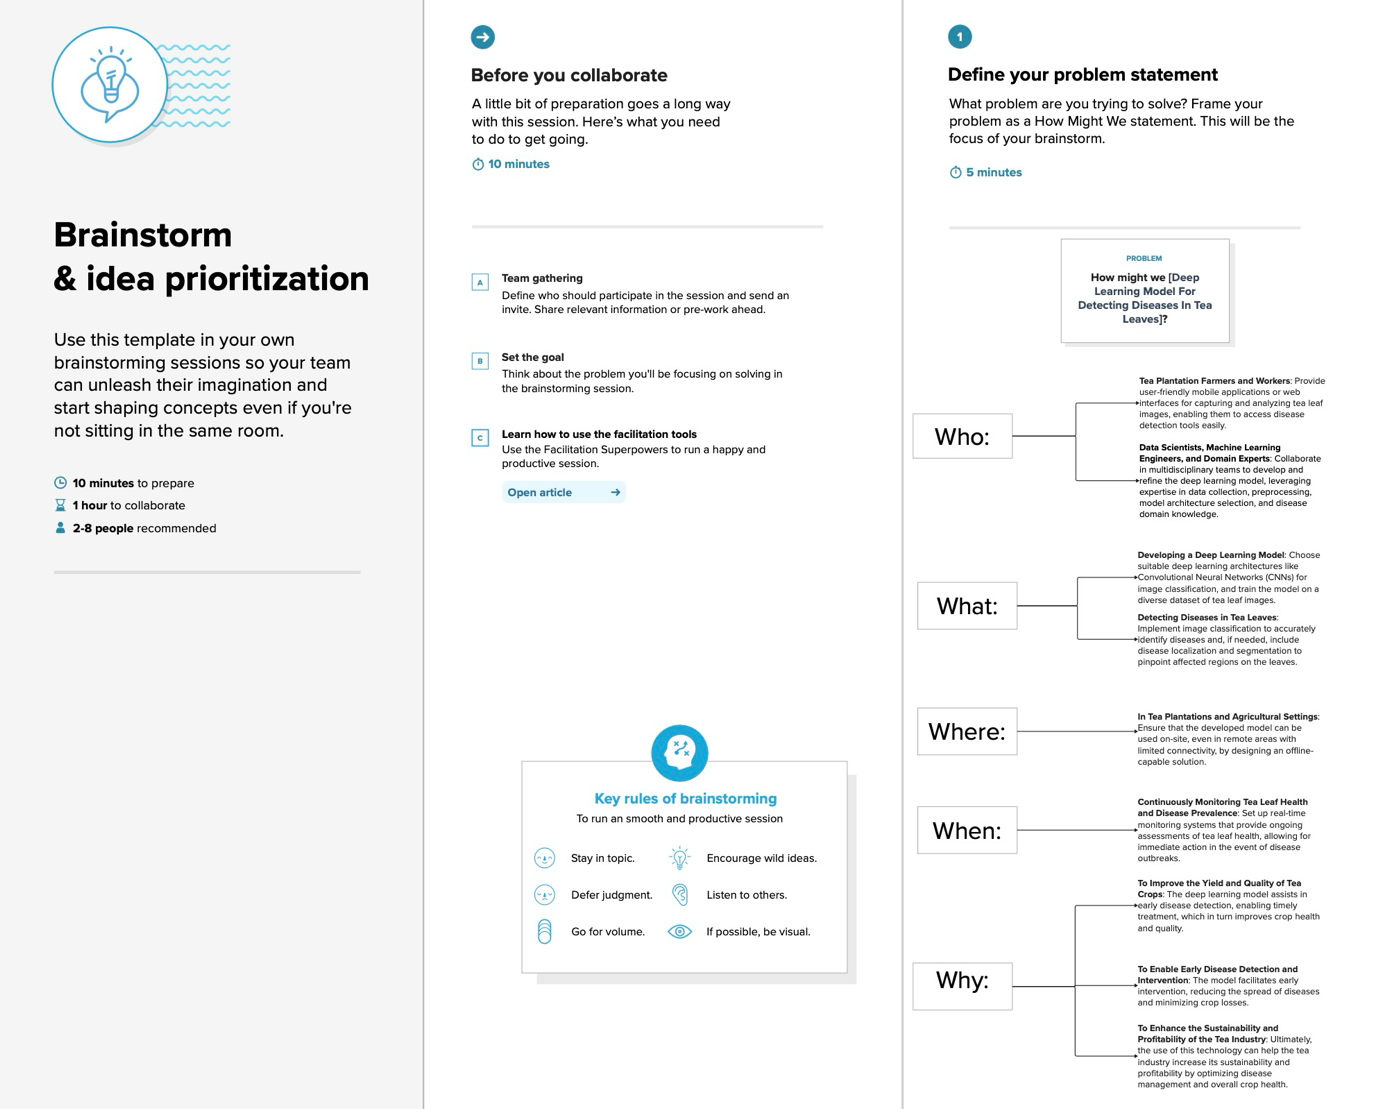 Brainstorm
& idea prioritization
Use this template in your own
brainstorming sessions so your team
can unleash their imagination and
start shaping concepts even if you're
not sitting in the same room.
10 minutes to prepare
1 hour to collaborate
2-8 people recommended
Before you collaborate
A little bit of preparation goes a long way
with this session. Here's what you need
to do to get going.
10 minutes
A
Team gathering
Define who should participate in the session and send an
invite. Share relevant information or pre-work ahead.
B
Set the goal
Think about the problem you'll be focusing on solving in
the brainstorming session.
C
Learn how to use the facilitation tools
Use the Facilitation Superpowers to run a happy and
productive session.
Open article
Key rules of brainstorming
To run an smooth and productive session
Stay in topic.
Encourage wild ideas.
Defer judgment.
Listen to others.
Go for volume.
If possible, be visual.
1
Define your problem statement
What problem are you trying to solve? Frame your
problem as a How Might We statement. This will be the
focus of your brainstorm.
5 minutes
PROBLEM
How might we [Deep
Learning Model For
Detecting Diseases In Tea
Leaves]?
Who:
Tea Plantation Farmers and Workers: Provide
user-friendly mobile applications or web
interfaces for capturing and analyzing tea leaf
images, enabling them to access disease
detection tools easily.
Data Scientists, Machine Learning
Engineers, and Domain Experts: Collaborate
in multidisciplinary teams to develop and
refine the deep learning model, leveraging
expertise in data collection, preprocessing,
model architecture selection, and disease
domain knowledge.
What:
Developing a Deep Learning Model: Choose
suitable deep learning architectures like
Convolutional Neural Networks (CNNs) for
image classification, and train the model on a
diverse dataset of tea leaf images.
Detecting Diseases in Tea Leaves:
Implement image classification to accurately
identify diseases and, if needed, include
disease localization and segmentation to
pinpoint affected regions on the leaves.
Where:
In Tea Plantations and Agricultural Settings:
Ensure that the developed model can be
used on-site, even in remote areas with
limited connectivity, by designing an offline-
capable solution.
When:
Continuously Monitoring Tea Leaf Health
and Disease Prevalence: Set up real-time
monitoring systems that provide ongoing
assessments of tea leaf health, allowing for
immediate action in the event of disease
outbreaks.
Why:
To Improve the Yield and Quality of Tea
Crops: The deep learning model assists in
early disease detection, enabling timely
treatment, which in turn improves crop health
and quality.
To Enable Early Disease Detection and
Intervention: The model facilitates early
intervention, reducing the spread of diseases
and minimizing crop losses.
To Enhance the Sustainability and
Profitability of the Tea Industry: Ultimately,
the use of this technology can help the tea
industry increase its sustainability and
profitability by optimizing disease
management and overall crop health.